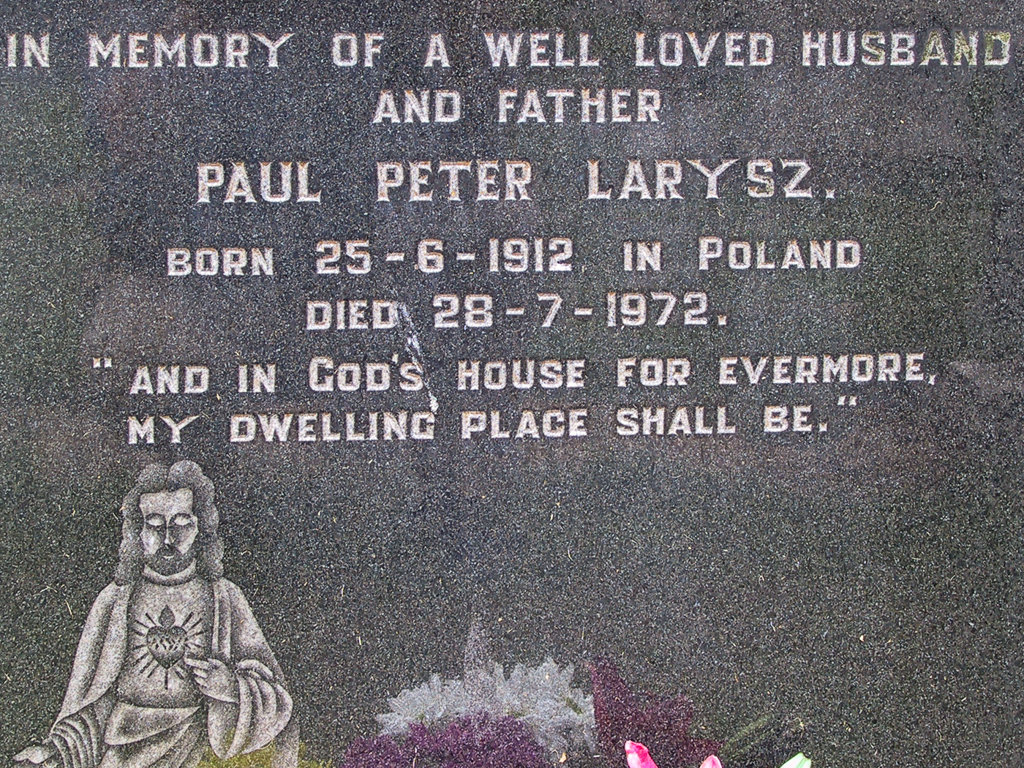 IN MEMORY OF A WELL LOVED HUSBAND
AND FATHER
PAUL PETER LARYSZ.
BORN 25-6-1912 IN POLAND
DIED 28-7-1972.
"AND IN GOD'S HOUSE FOR EVERMORE,
MY DWELLING PLACE SHALL BE."